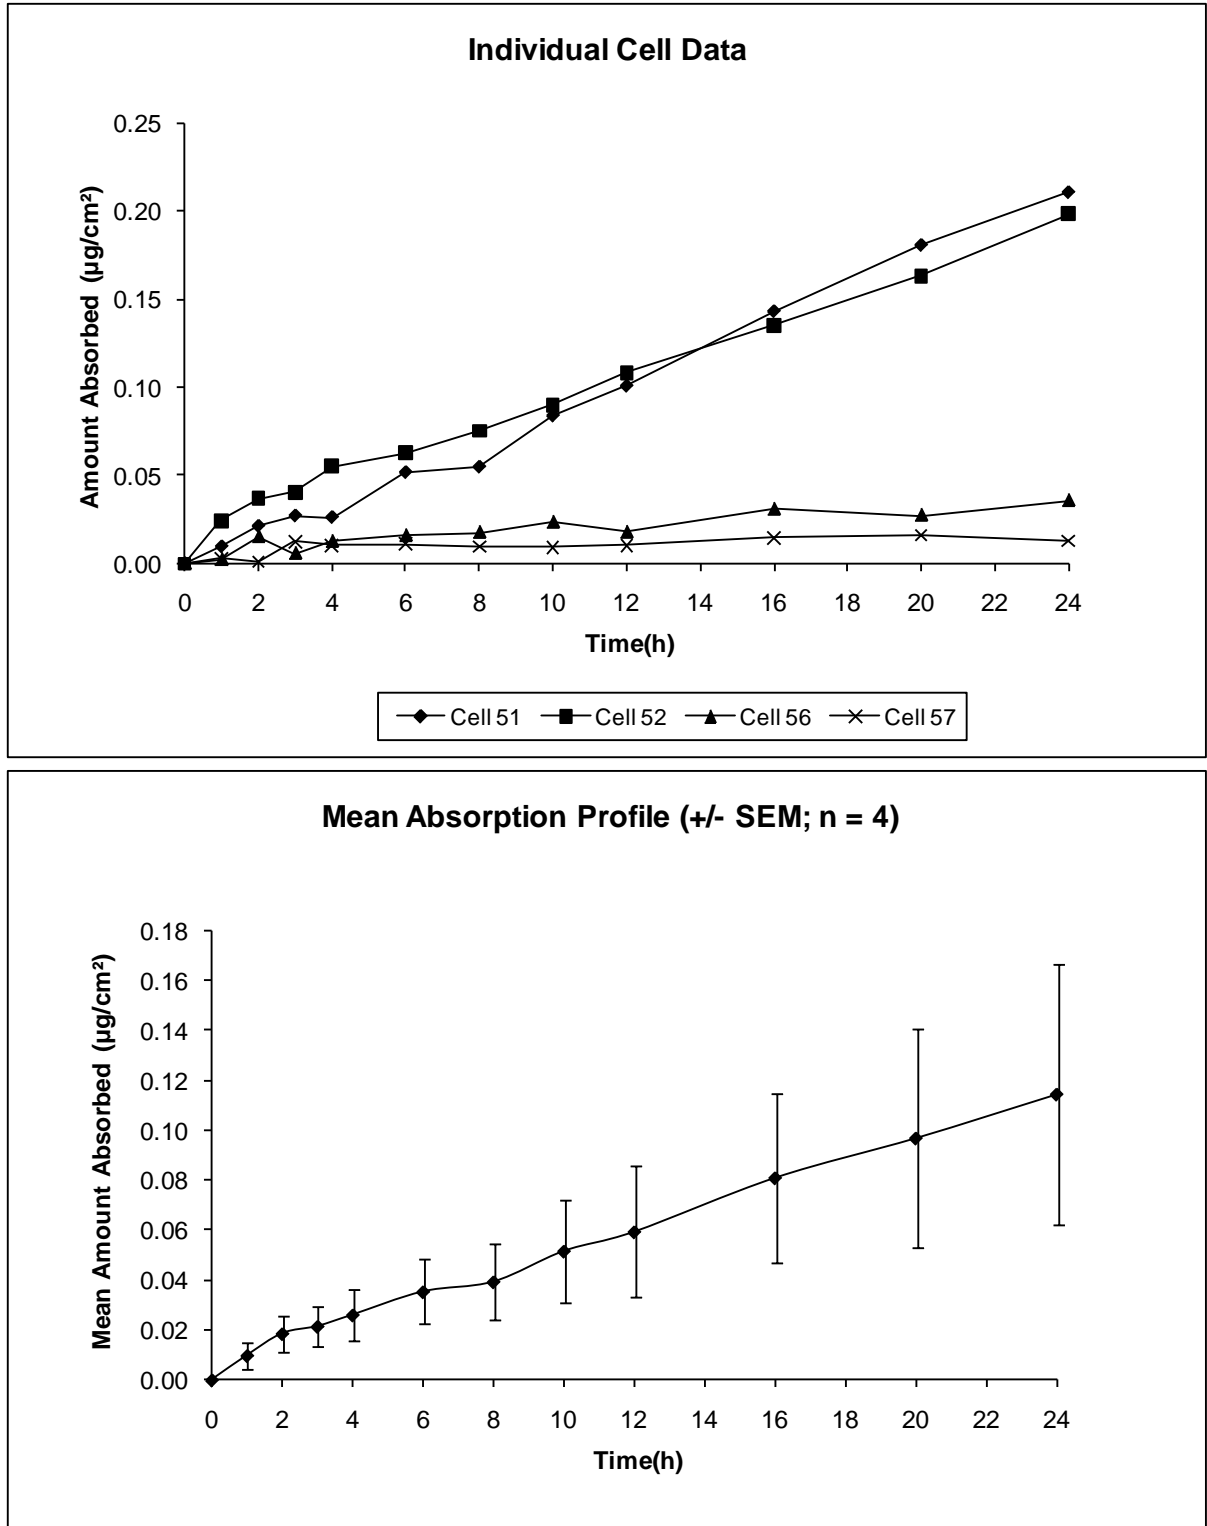 Individual Cell Data
Amount Absorbed (µg/cm²)
0.25
0.20
0.15
0.10
0.05
0.00
0 2 4 6 8 10 12 14 16 18 20 22 24
Time(h)
Cell 51 Cell 52 Cell 56 Cell 57
Mean Absorption Profile (+/- SEM; n = 4)
Mean Amount Absorbed (µg/cm²)
0.18
0.16
0.14
0.12
0.10
0.08
0.06
0.04
0.02
0.00
0 2 4 6 8 10 12 14 16 18 20 22 24
Time(h)